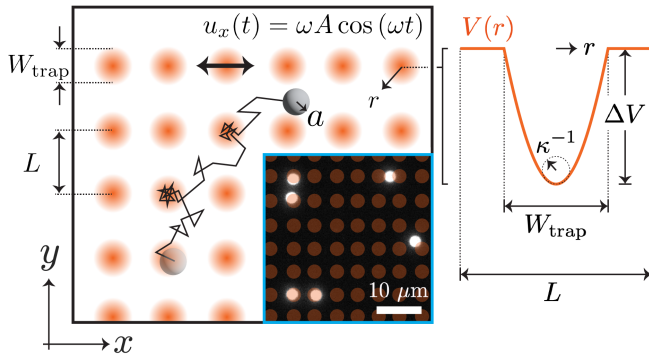 u_x(t) = ωA cos (ωt)
W_trap
r
a
L
y
x
10 μm
V(r)
r
κ⁻¹
ΔV
W_trap
L